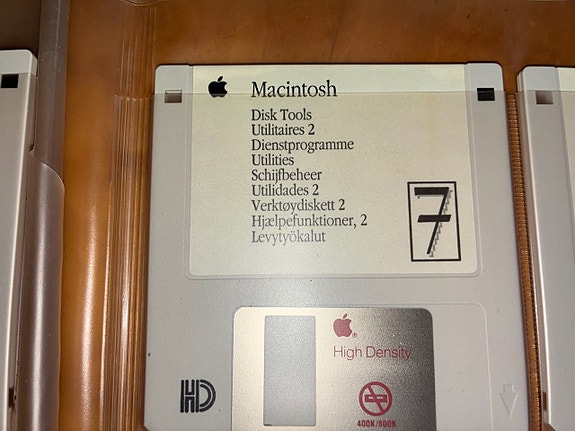 Macintosh
Disk Tools
Utilitaires 2
Dienstprogramme
Utilities
Schijfbeheer
Utilidades 2
Verktøydiskett 2
Hjælpefunktioner, 2
Levytyökalut
7
High Density
HD
400K/800K